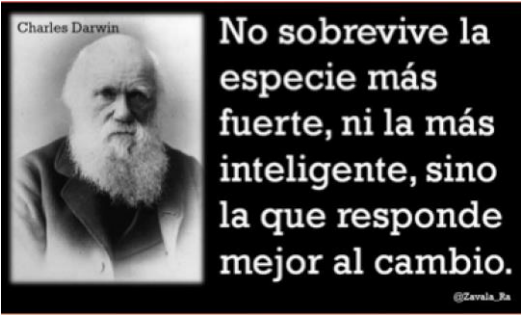 Charles Darwin
No sobrevive la
especie más
fuerte, ni la más
inteligente, sino
la que responde
mejor al cambio.
@Zavala_Ra